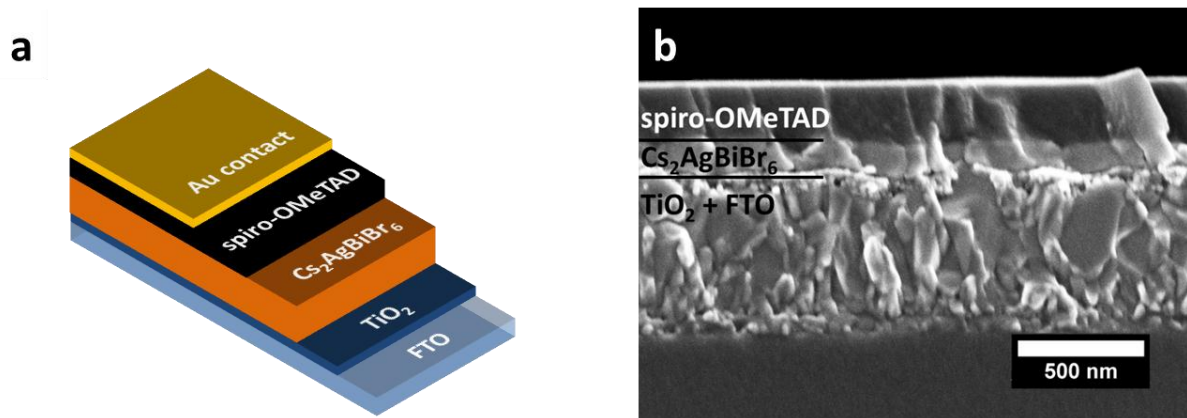 a
Au contact
spiro-OMeTAD
Cs₂AgBiBr₆
TiO₂
FTO
b
spiro-OMeTAD
Cs₂AgBiBr₆
TiO₂ + FTO
500 nm